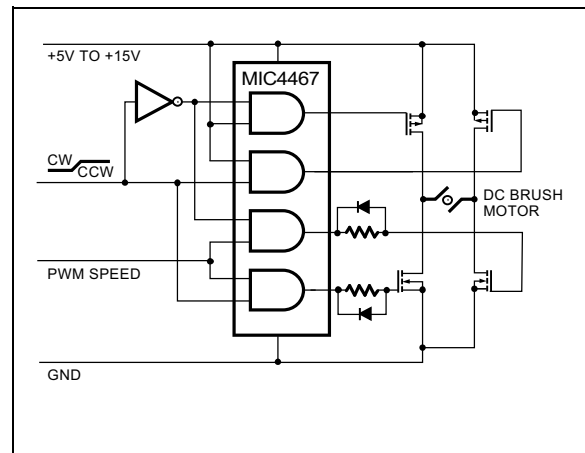 +5V TO +15V
MIC4467
CW
CCW
DC BRUSH
MOTOR
PWM SPEED
GND